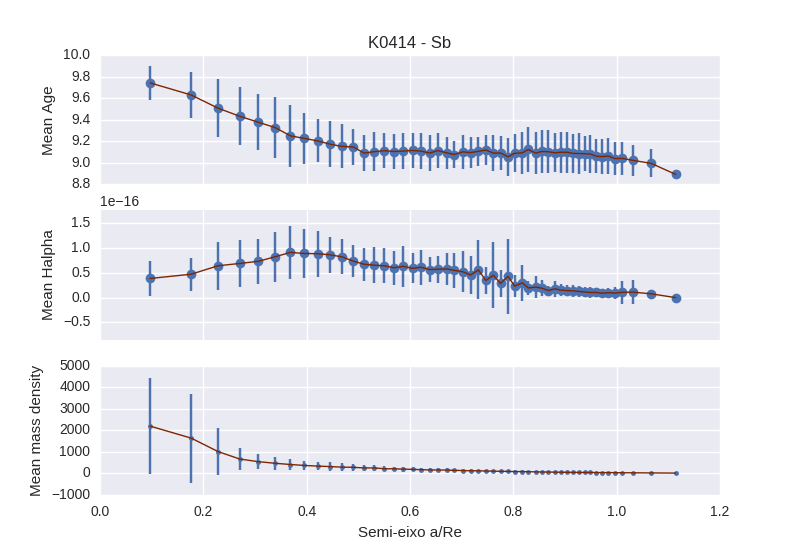 K0414 - Sb
10.0
9.8
9.6
9.4
9.2
9.0
8.8
Mean Age
1e−16
1.5
1.0
0.5
0.0
−0.5
Mean Halpha
5000
4000
3000
2000
1000
0
−1000
Mean mass density
0.0 0.2 0.4 0.6 0.8 1.0 1.2
Semi-eixo a/Re